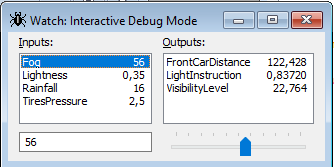 Watch: Interactive Debug Mode
Inputs:
Fog 56
Lightness 0,35
Rainfall 16
TiresPressure 2,5
Outputs:
FrontCarDistance 122,428
LightInstruction 0,83720
VisibilityLevel 22,764
56